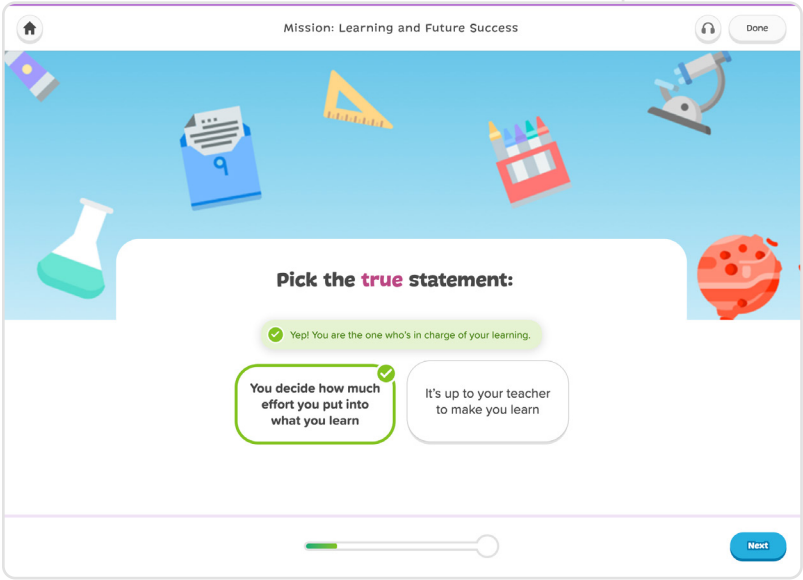 Mission: Learning and Future Success
Done
Pick the true statement:
Yep! You are the one who's in charge of your learning.
You decide how much
effort you put into
what you learn
It's up to your teacher
to make you learn
Next